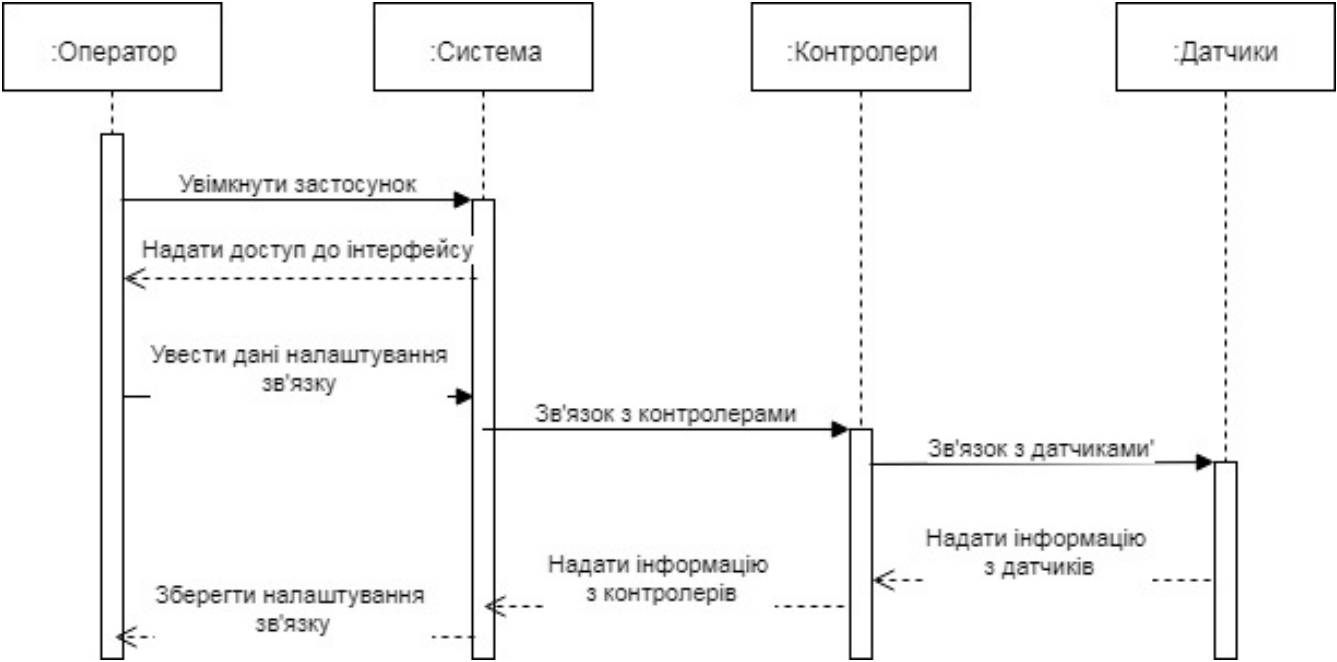 :Оператор
:Система
:Контролери
:Датчики
Увімкнути застосунок
Надати доступ до інтерфейсу
Увести дані налаштування
зв'язку
Зв'язок з контролерами
Зв'язок з датчиками'
Надати інформацію
з датчиків
Надати інформацію
з контролерів
Зберегти налаштування
зв'язку